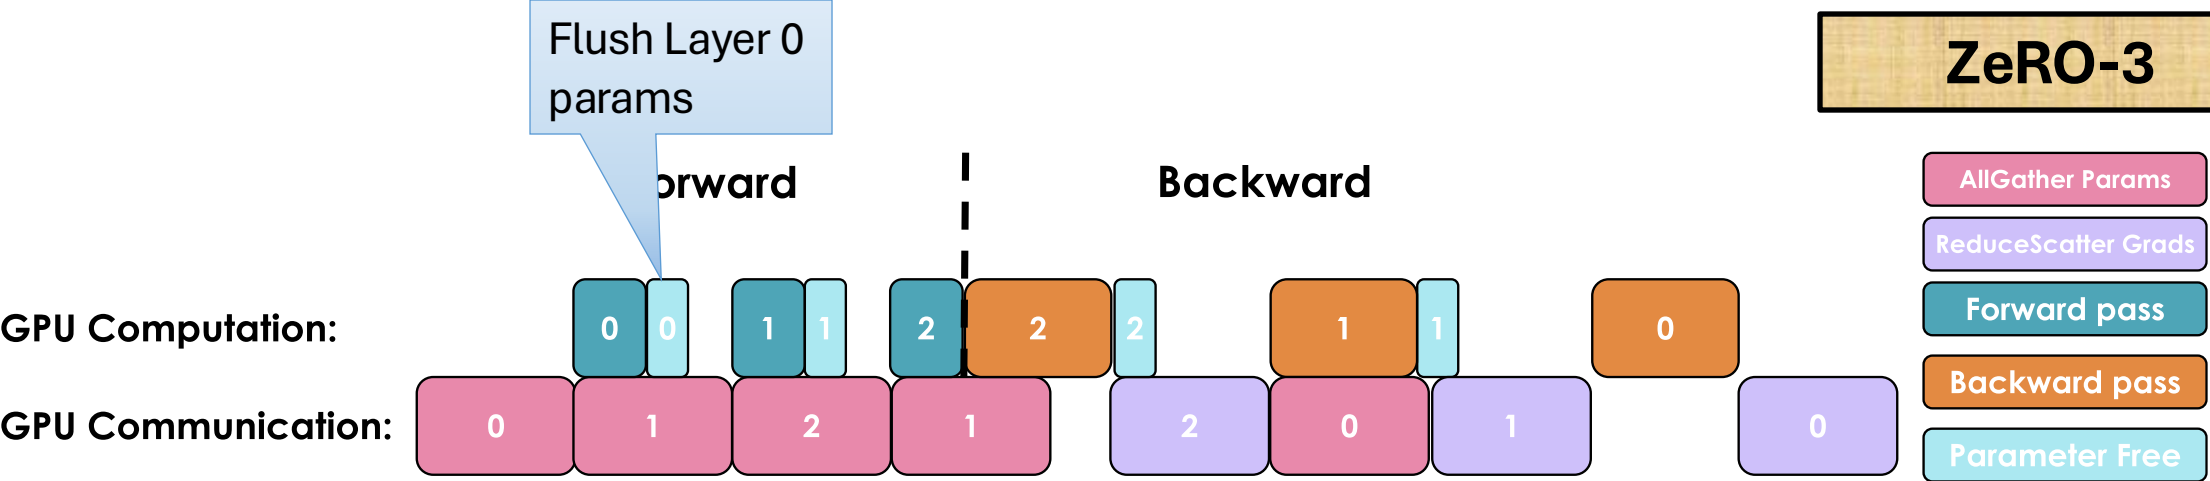 Flush Layer 0
params
ZeRO-3
orward
Backward
AllGather Params
ReduceScatter Grads
Forward pass
Backward pass
Parameter Free
GPU Computation:
0 0 1 1 2 2 2 1 1 0
GPU Communication:
0 1 2 1 2 0 1 0